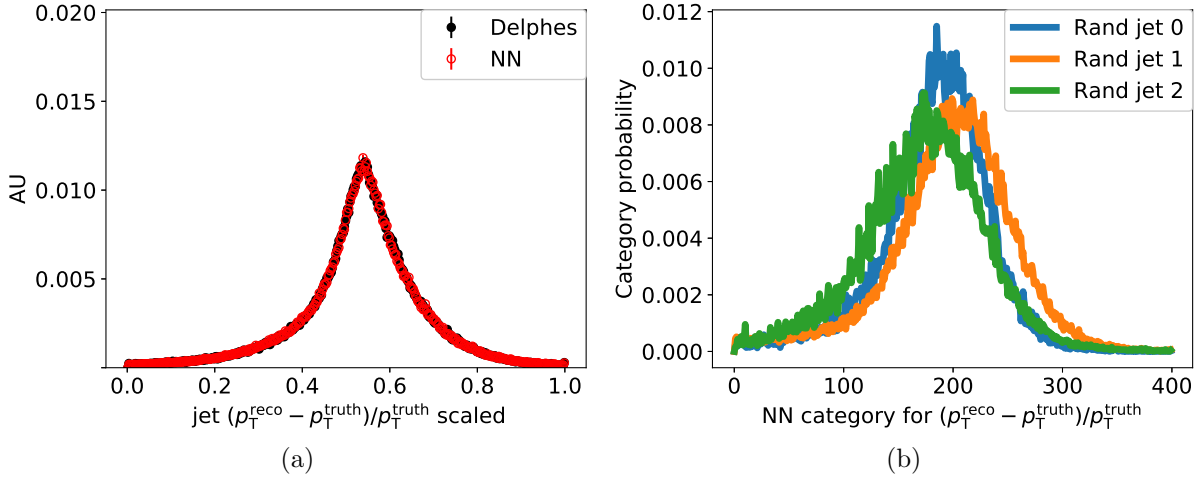 0.020
0.015
0.010
0.005
AU
Delphes
NN
0.0 0.2 0.4 0.6 0.8 1.0
jet (p_T^reco − p_T^truth)/p_T^truth scaled
(a)
0.012
0.010
0.008
0.006
0.004
0.002
0.000
Category probability
Rand jet 0
Rand jet 1
Rand jet 2
0 100 200 300 400
NN category for (p_T^reco − p_T^truth)/p_T^truth
(b)